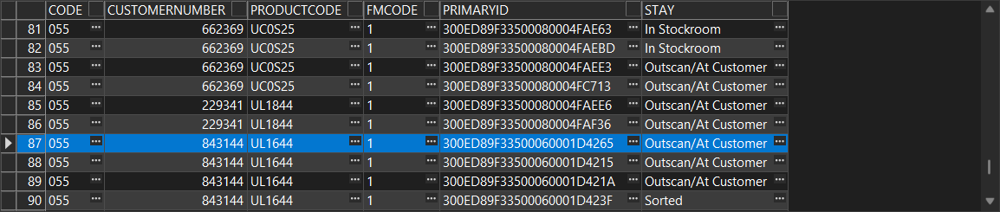 CODE CUSTOMERNUMBER PRODUCTCODE FMCODE PRIMARYID STAY
81 055 ... 662369 UC0S25 ... 1 ... 300ED89F33500080004FAE63 ... In Stockroom ...
82 055 ... 662369 UC0S25 ... 1 ... 300ED89F33500080004FAEBD ... In Stockroom ...
83 055 ... 662369 UC0S25 ... 1 ... 300ED89F33500080004FAEE3 ... Outscan/At Customer ...
84 055 ... 662369 UC0S25 ... 1 ... 300ED89F33500080004FC713 ... Outscan/At Customer ...
85 055 ... 229341 UL1844 ... 1 ... 300ED89F33500080004FAEE6 ... Outscan/At Customer ...
86 055 ... 229341 UL1844 ... 1 ... 300ED89F33500080004FAF36 ... Outscan/At Customer ...
87 055 ... 843144 UL1644 ... 1 ... 300ED89F33500060001D4265 ... Outscan/At Customer ...
88 055 ... 843144 UL1644 ... 1 ... 300ED89F33500060001D4215 ... Outscan/At Customer ...
89 055 ... 843144 UL1644 ... 1 ... 300ED89F33500060001D421A ... Outscan/At Customer ...
90 055 ... 843144 UL1644 ... 1 ... 300ED89F33500060001D423F ... Sorted ...